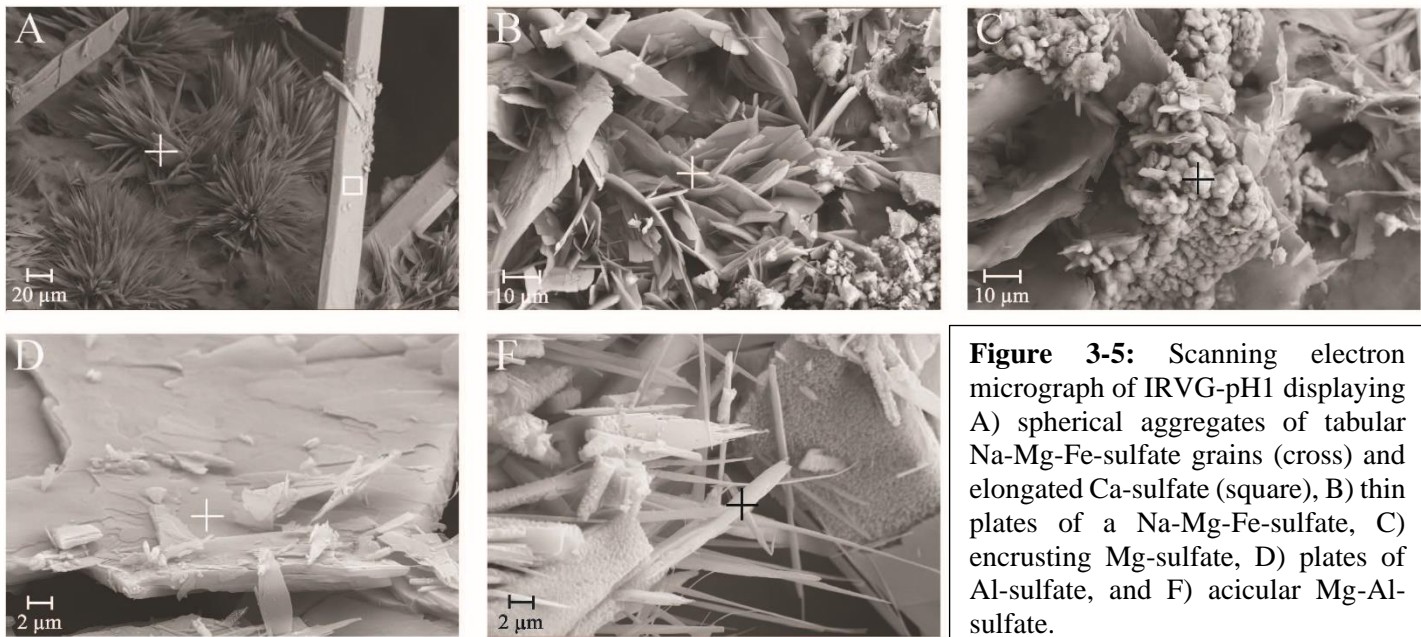 A
20 µm
B
10 µm
C
10 µm
D
2 µm
F
2 µm
Figure 3-5: Scanning electron
micrograph of IRVG-pH1 displaying
A) spherical aggregates of tabular
Na-Mg-Fe-sulfate grains (cross) and
elongated Ca-sulfate (square), B) thin
plates of a Na-Mg-Fe-sulfate, C)
encrusting Mg-sulfate, D) plates of
Al-sulfate, and F) acicular Mg-Al-
sulfate.